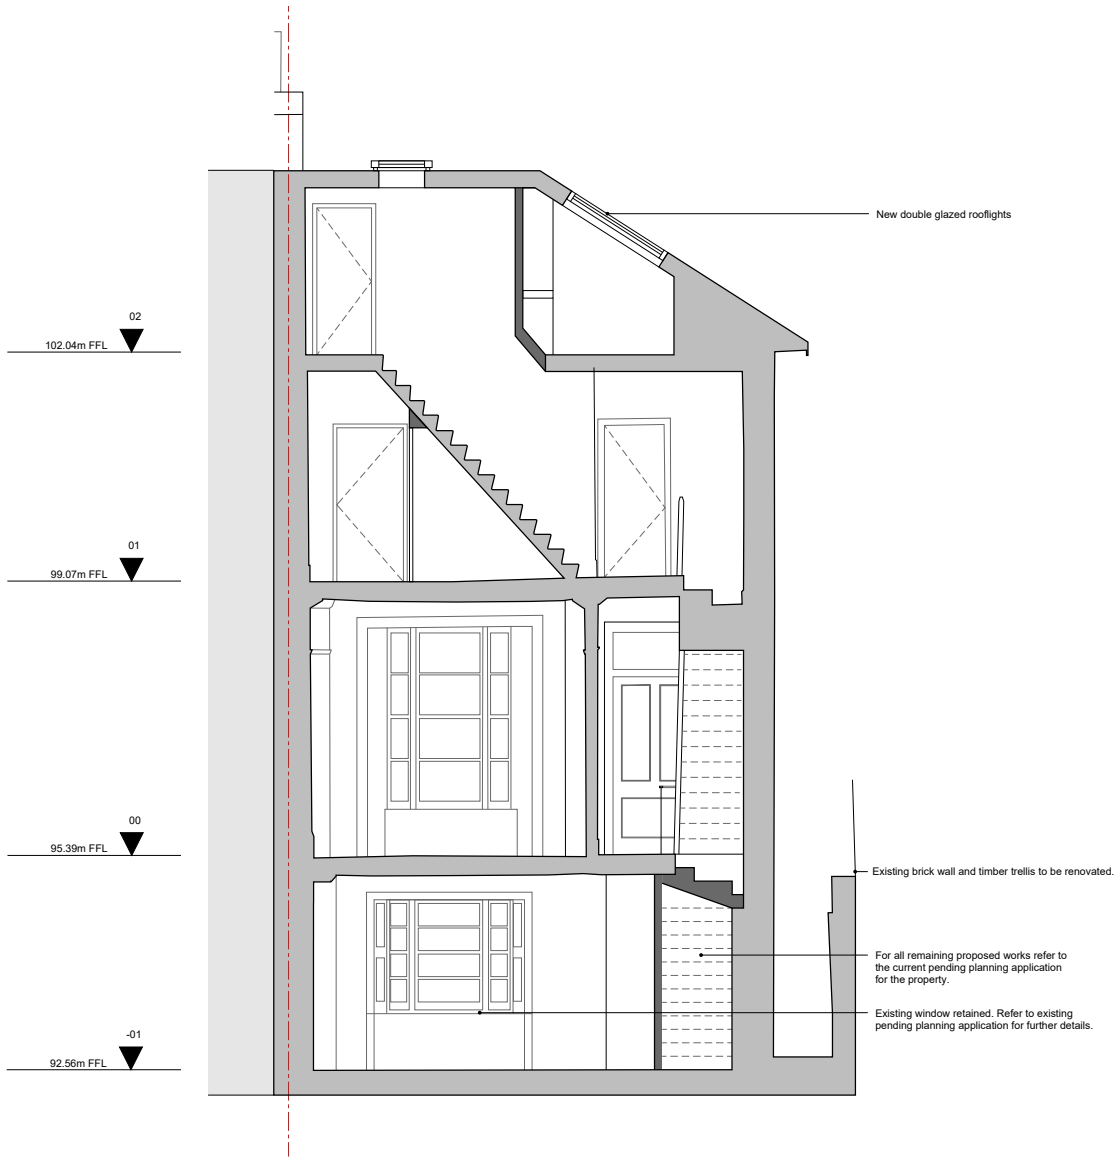 New double glazed rooflights
02
102.04m FFL
01
99.07m FFL
00
95.39m FFL
Existing brick wall and timber trellis to be renovated.
For all remaining proposed works refer to
the current pending planning application
for the property.
Existing window retained. Refer to existing
pending planning application for further details.
-01
92.56m FFL